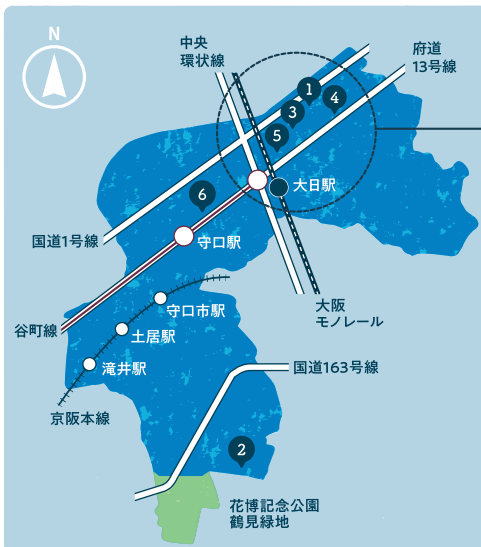 N
中央
環状線
府道
13号線
1
4
3
5
大日駅
6
国道1号線
守口駅
大阪
モノレール
守口市駅
谷町線
土居駅
滝井駅
国道163号線
京阪本線
2
花博記念公園
鶴見緑地